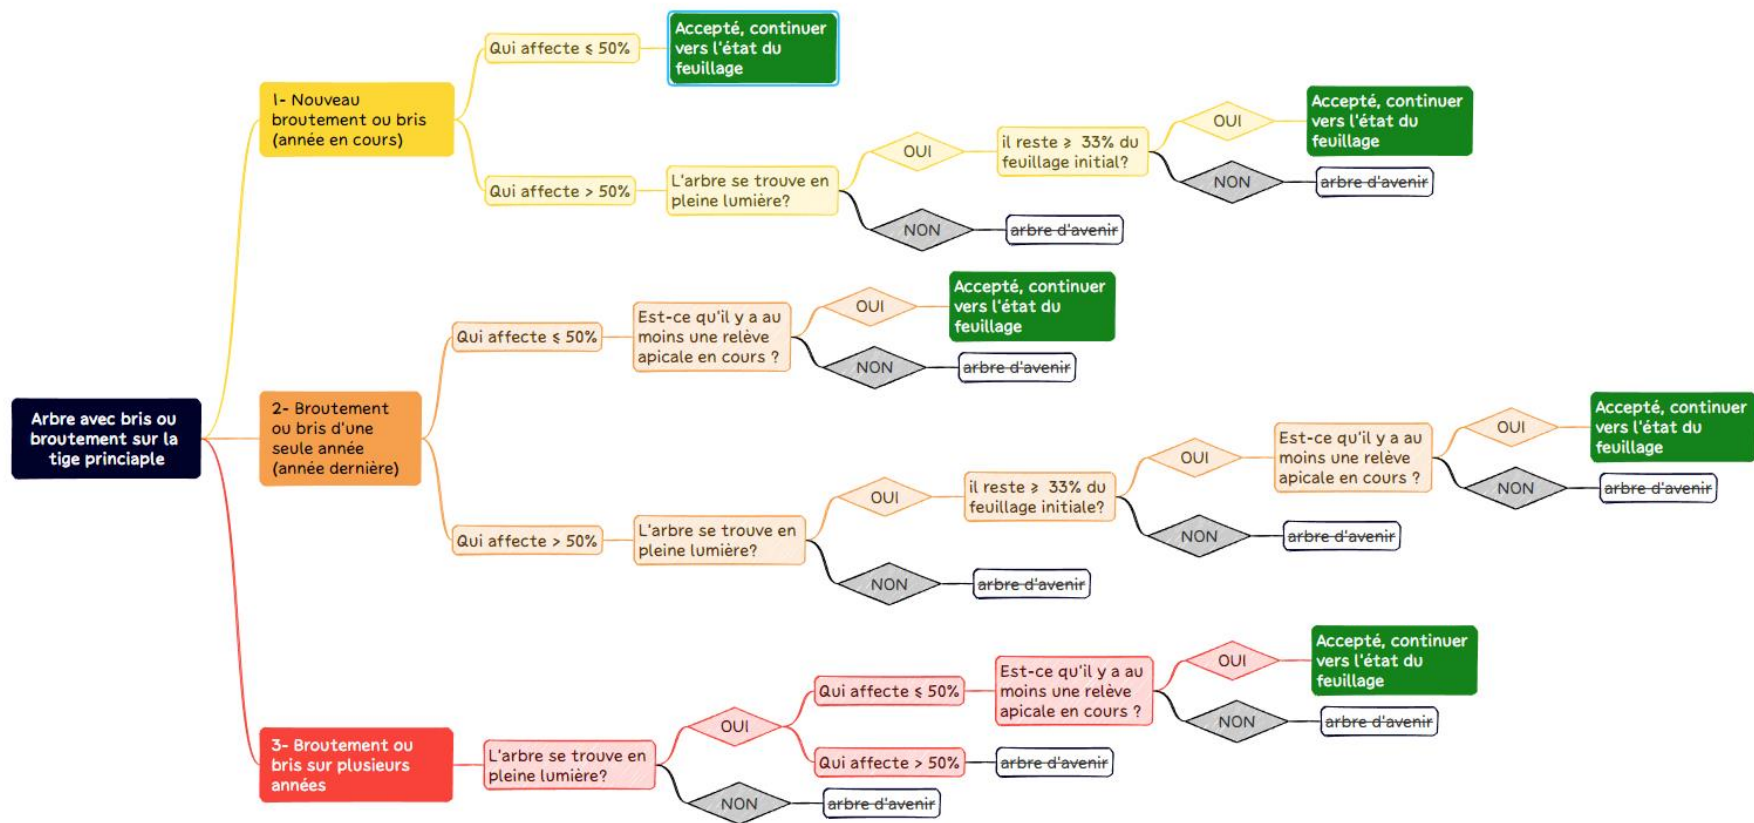 Arbre avec bris ou
broutement sur la
tige princiaple
1- Nouveau
broutement ou bris
(année en cours)
Qui affecte ≤ 50%
Accepté, continuer
vers l'état du
feuillage
Qui affecte > 50%
L'arbre se trouve en
pleine lumière?
OUI
il reste ≥ 33% du
feuillage initial?
OUI
Accepté, continuer
vers l'état du
feuillage
NON
arbre d'avenir
NON
arbre d'avenir
2- Broutement
ou bris d'une
seule année
(année dernière)
Qui affecte ≤ 50%
Est-ce qu'il y a au
moins une relève
apicale en cours ?
OUI
Accepté, continuer
vers l'état du
feuillage
NON
arbre d'avenir
Qui affecte > 50%
L'arbre se trouve en
pleine lumière?
OUI
il reste ≥ 33% du
feuillage initiale?
OUI
Est-ce qu'il y a au
moins une relève
apicale en cours ?
OUI
Accepté, continuer
vers l'état du
feuillage
NON
arbre d'avenir
NON
arbre d'avenir
NON
arbre d'avenir
3- Broutement ou
bris sur plusieurs
années
L'arbre se trouve en
pleine lumière?
OUI
Qui affecte ≤ 50%
Est-ce qu'il y a au
moins une relève
apicale en cours ?
OUI
Accepté, continuer
vers l'état du
feuillage
NON
arbre d'avenir
Qui affecte > 50%
arbre d'avenir
NON
arbre d'avenir